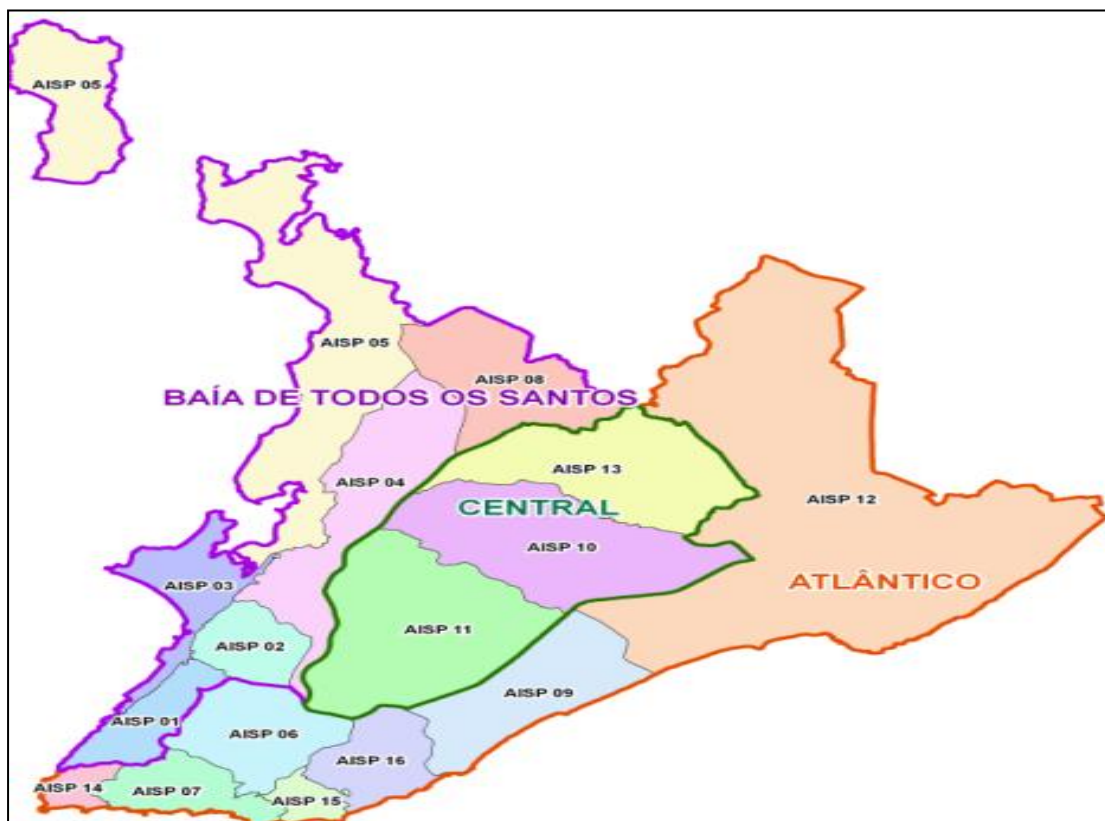 AISP 05
AISP 05
AISP 08
BAÍA DE TODOS OS SANTOS
AISP 13
AISP 04
AISP 12
CENTRAL
AISP 10
AISP 03
ATLÂNTICO
AISP 11
AISP 02
AISP 09
AISP 01
AISP 06
AISP 16
AISP 14
AISP 07
AISP 15